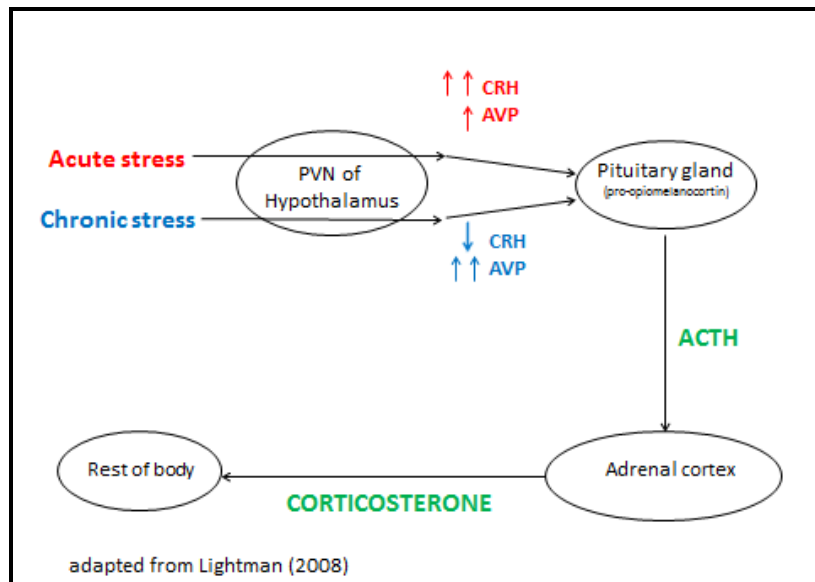 ↑ ↑ CRH
↑ AVP
Acute stress
PVN of
Hypothalamus
Pituitary gland
(pro-opiomelanocortin)
Chronic stress
↓ CRH
↑ ↑ AVP
ACTH
Rest of body
Adrenal cortex
CORTICOSTERONE
adapted from Lightman (2008)